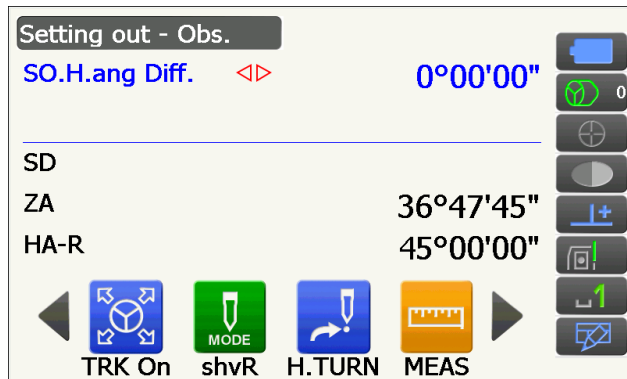 Setting out - Obs.
SO.H.ang Diff. 0°00'00"
0
SD
ZA 36°47'45"
HA-R 45°00'00"
MODE
TRK On shvR H.TURN MEAS
1